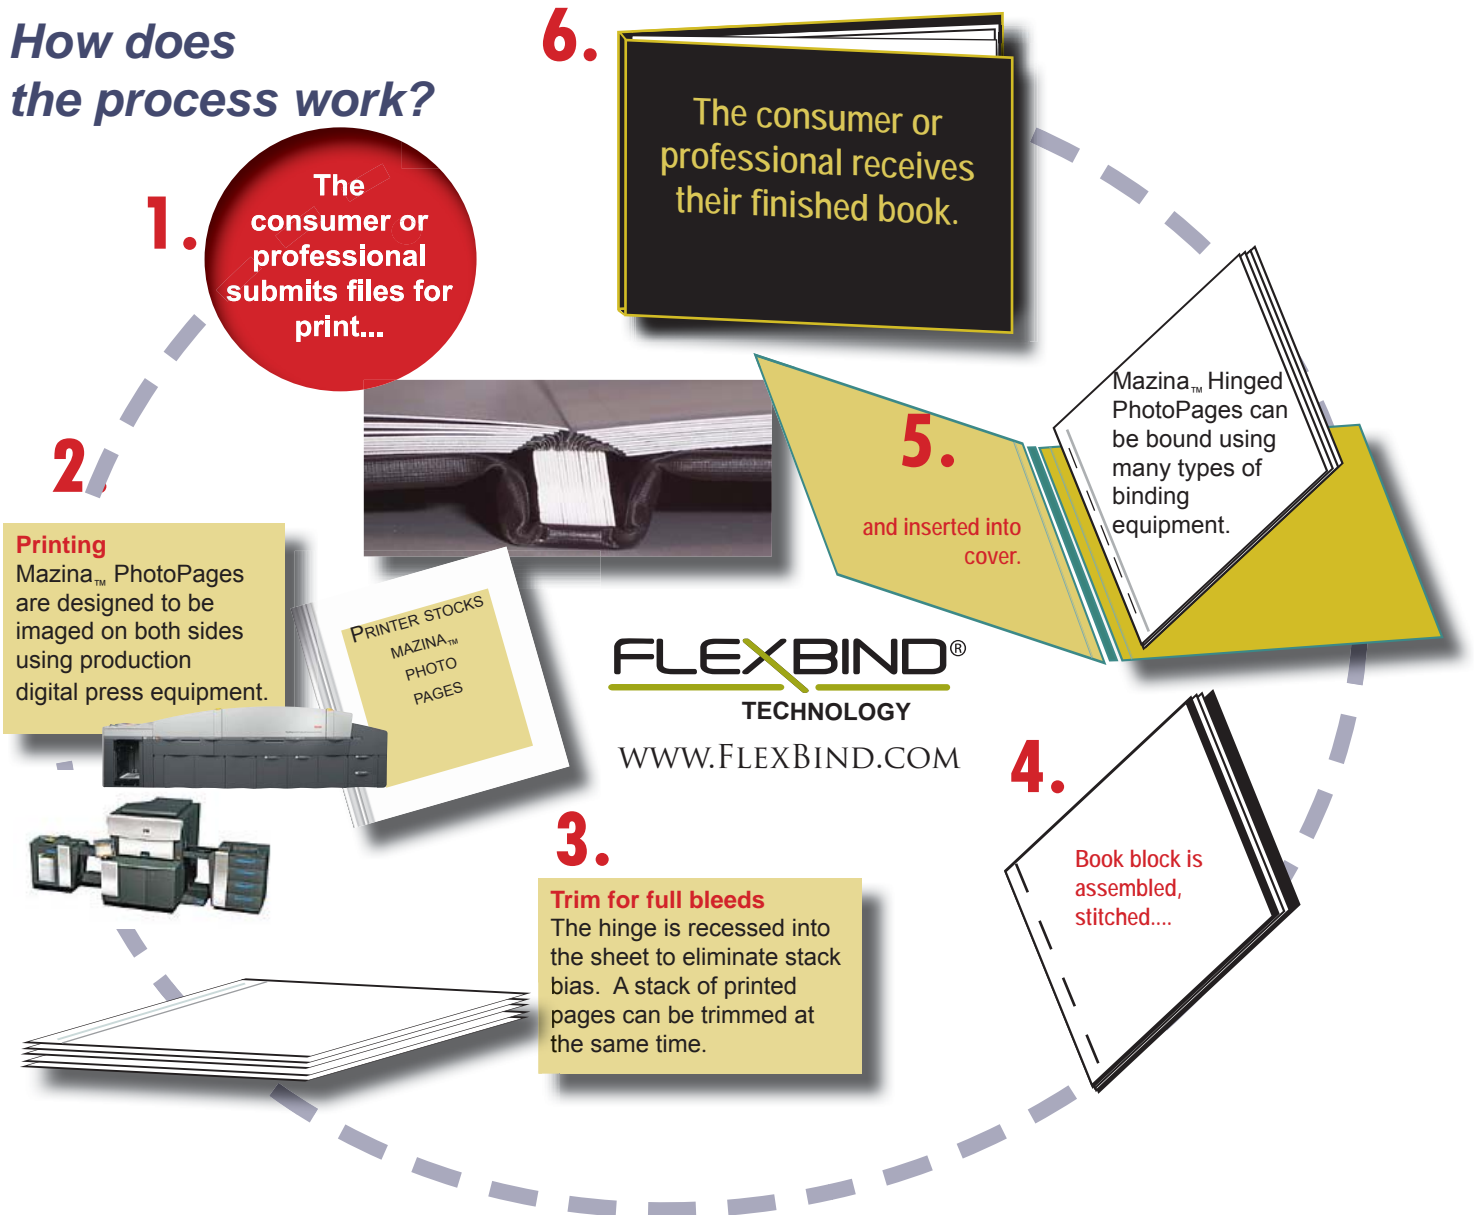 How does
the process work?
1.
The
consumer or
professional
submits files for
print...
2.
Printing
Mazina™ PhotoPages
are designed to be
imaged on both sides
using production
digital press equipment.
PRINTER STOCKS
MAZINA™
PHOTO
PAGES
3.
Trim for full bleeds
The hinge is recessed into
the sheet to eliminate stack
bias.  A stack of printed
pages can be trimmed at
the same time.
4.
Book block is
assembled,
stitched....
5.
Mazina™ Hinged
PhotoPages can
be bound using
many types of
binding
equipment.
and inserted into
cover.
6.
The consumer or
professional receives
their finished book.
FLEXBIND®
TECHNOLOGY
WWW.FLEXBIND.COM